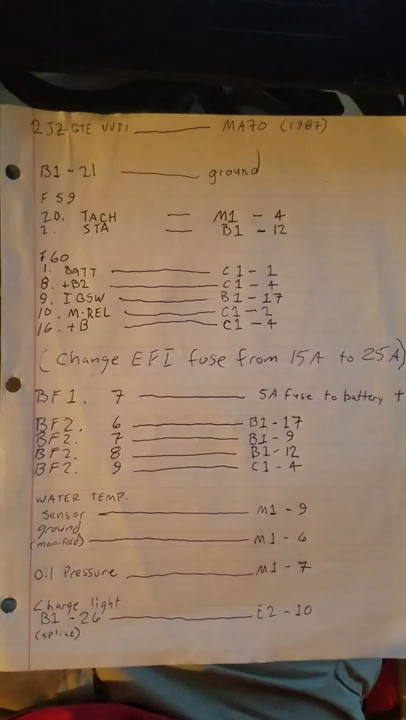 2JZ GTE VVTI —— MA70 (1987)
B1 - 21 —— ground
F 59
20. TACH — M1 - 4
2. STA — B1 - 12
F60
1. BATT —— C1 - 1
8. +B2 —— C1 - 4
9. IGSW —— B1 - 17
10. M-REL —— C1 - 2
16. +B —— C1 - 4
(Change EFI fuse from 15A to 25A)
BF1. 7 —— 5A fuse to battery +
BF2. 6 —— B1 - 17
BF2. 7 —— B1 - 9
BF2. 8 —— B1 - 12
BF2. 9 —— C1 - 4
WATER TEMP.
Sensor —— M1 - 9
ground
(manifold) —— M1 - 6
Oil Pressure —— M1 - 7
Charge light
B1 - 26 —— E2 - 10
(splice)